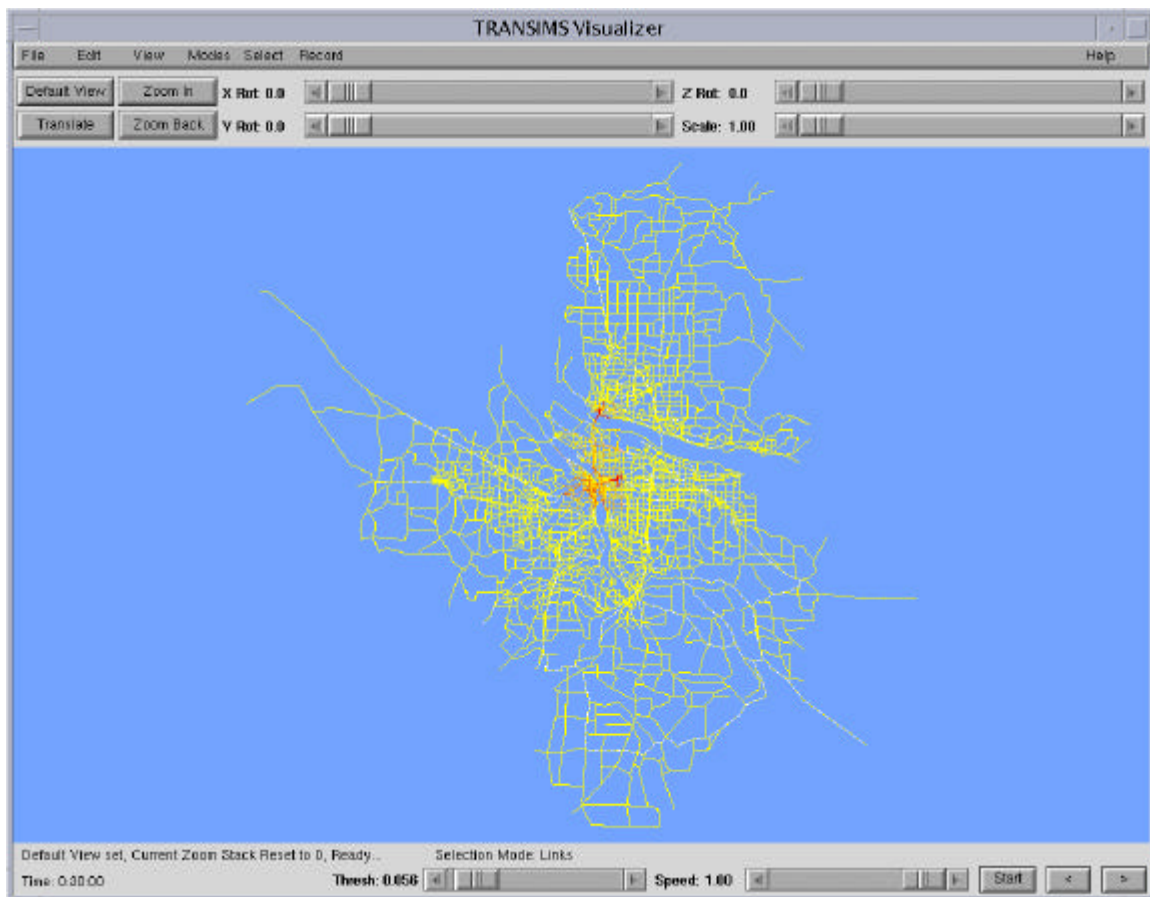 TRANSIMS Visualizer
File Edit View Modes Select Record Help
Default View Zoom In X Rot: 0.0 Z Rot: 0.0
Translate Zoom Back Y Rot: 0.0 Scale: 1.00
Default View set, Current Zoom Stack Reset to 0, Ready... Selection Mode: Links
Time: 0:30:00 Thresh: 0.056 Speed: 1.00 Start < >